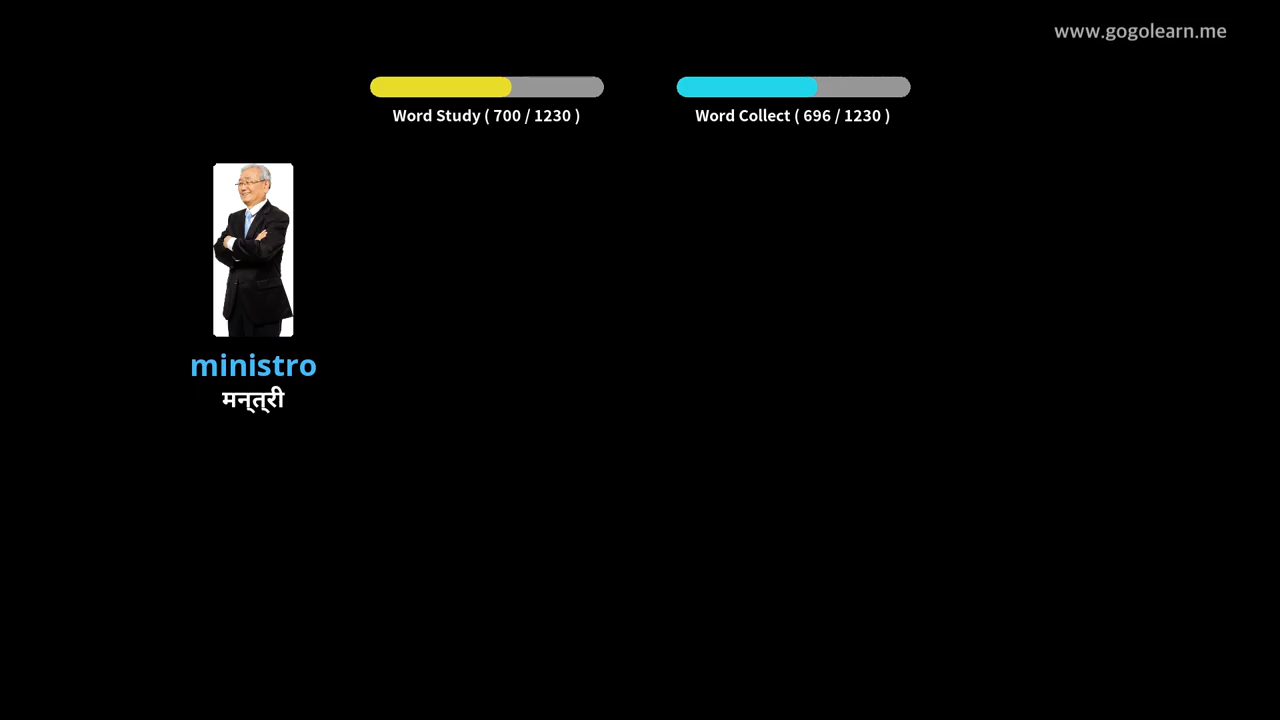 www.gogolearn.me
Word Study ( 700 / 1230 )
Word Collect ( 696 / 1230 )
ministro
मन्त्री